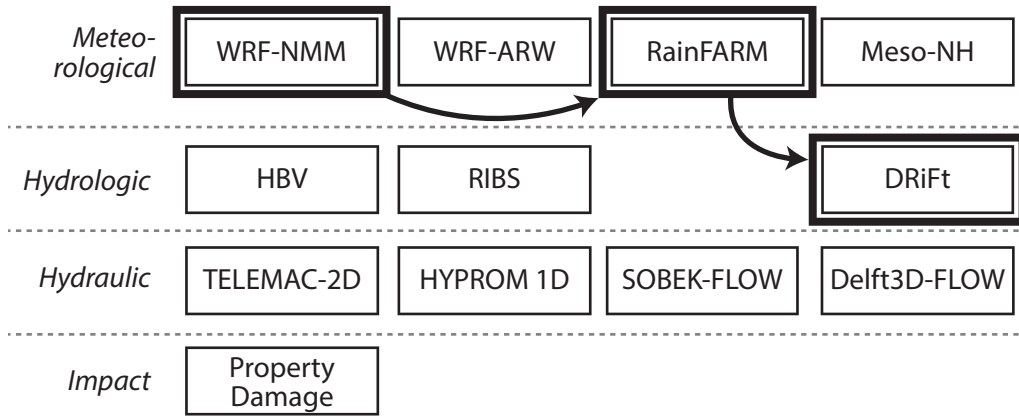 Meteo-
rological
WRF-NMM
WRF-ARW
RainFARM
Meso-NH
Hydrologic
HBV
RIBS
DRiFt
Hydraulic
TELEMAC-2D
HYPROM 1D
SOBEK-FLOW
Delft3D-FLOW
Impact
Property
Damage